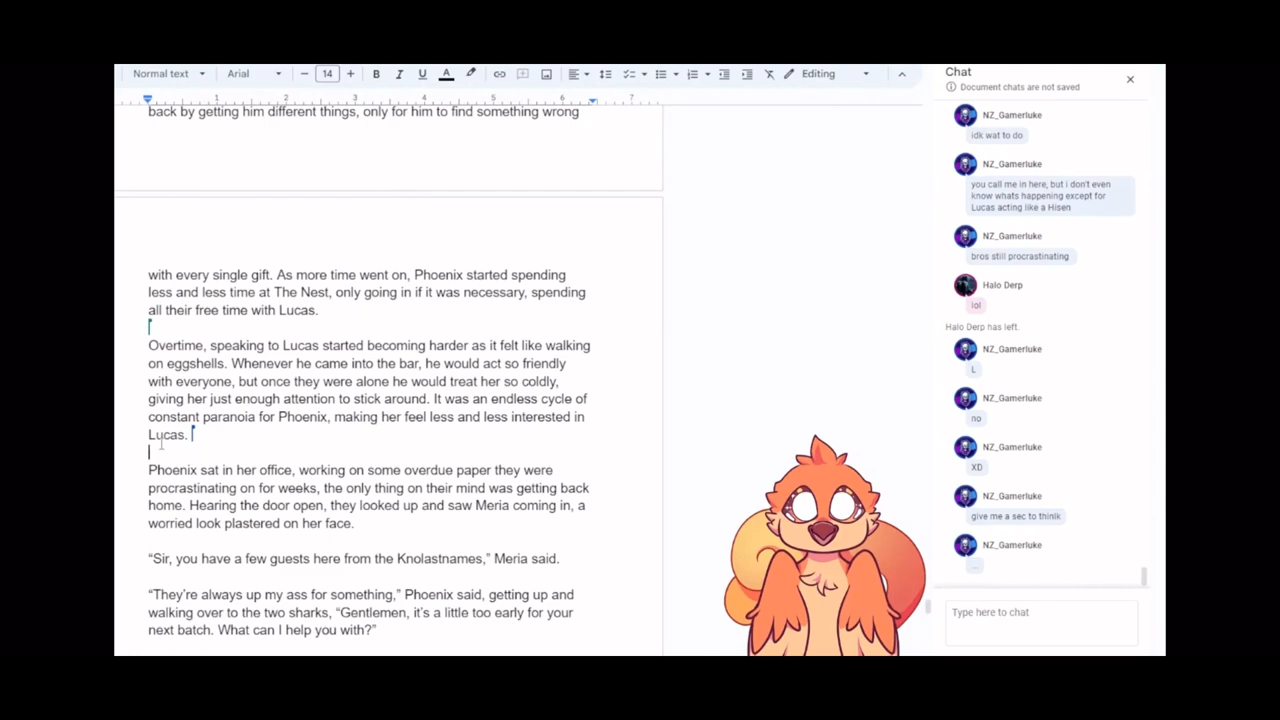 Normal text
Arial
14
B
I
U
A
Editing
1
2
3
4
5
6
7
back by getting him different things, only for him to find something wrong
with every single gift. As more time went on, Phoenix started spending
less and less time at The Nest, only going in if it was necessary, spending
all their free time with Lucas.
Overtime, speaking to Lucas started becoming harder as it felt like walking
on eggshells. Whenever he came into the bar, he would act so friendly
with everyone, but once they were alone he would treat her so coldly,
giving her just enough attention to stick around. It was an endless cycle of
constant paranoia for Phoenix, making her feel less and less interested in
Lucas.
Phoenix sat in her office, working on some overdue paper they were
procrastinating on for weeks, the only thing on their mind was getting back
home. Hearing the door open, they looked up and saw Meria coming in, a
worried look plastered on her face.
“Sir, you have a few guests here from the Knolastnames,” Meria said.
“They’re always up my ass for something,” Phoenix said, getting up and
walking over to the two sharks, “Gentlemen, it’s a little too early for your
next batch. What can I help you with?”
Chat
Document chats are not saved
NZ_Gamerluke
idk wat to do
NZ_Gamerluke
you call me in here, but i don't even
know whats happening except for
Lucas acting like a Hisen
NZ_Gamerluke
bros still procrastinating
Halo Derp
lol
Halo Derp has left.
NZ_Gamerluke
L
NZ_Gamerluke
no
NZ_Gamerluke
XD
NZ_Gamerluke
give me a sec to thinlk
NZ_Gamerluke
...
Type here to chat